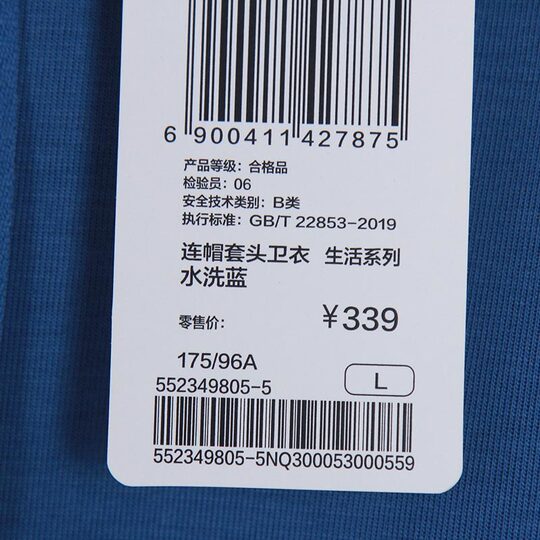 6 900411 427875
产品等级：合格品
检验员：06
安全技术类别：B类
执行标准：GB/T 22853-2019
连帽套头卫衣 生活系列
水洗蓝
零售价： ¥339
175/96A
552349805-5 L
552349805-5NQ300053000559